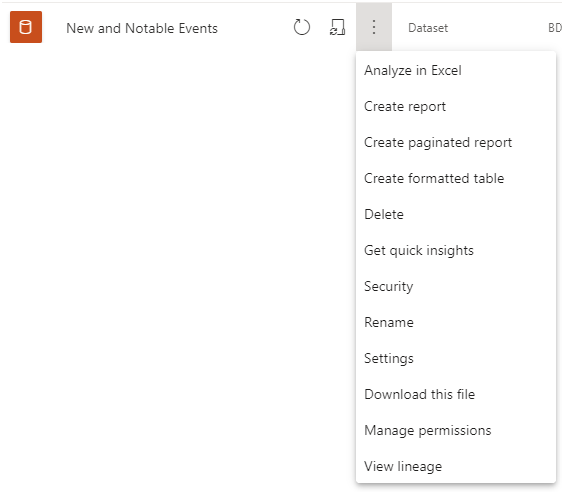 New and Notable Events
Dataset
BD
Analyze in Excel
Create report
Create paginated report
Create formatted table
Delete
Get quick insights
Security
Rename
Settings
Download this file
Manage permissions
View lineage